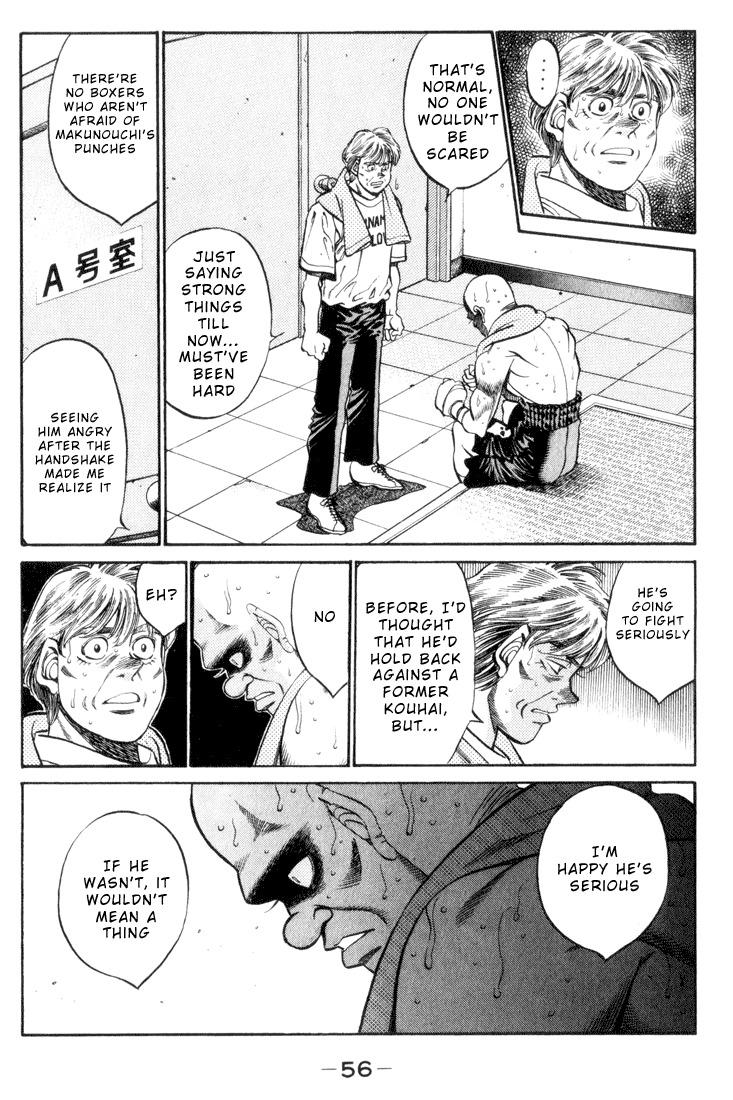 ...
THAT'S
NORMAL,
NO ONE
WOULDN'T
BE
SCARED
JUST
SAYING
STRONG
THINGS
TILL
NOW...
MUST'VE
BEEN
HARD
THERE'RE
NO BOXERS
WHO AREN'T
AFRAID OF
MAKUNOUCHI'S
PUNCHES
A号室
SEEING
HIM ANGRY
AFTER THE
HANDSHAKE
MADE ME
REALIZE IT
HE'S
GOING
TO FIGHT
SERIOUSLY
BEFORE, I'D
THOUGHT
THAT HE'D
HOLD BACK
AGAINST A
FORMER
KOUHAI,
BUT...
NO
EH?
I'M
HAPPY HE'S
SERIOUS
IF HE
WASN'T, IT
WOULDN'T
MEAN A
THING
-56-